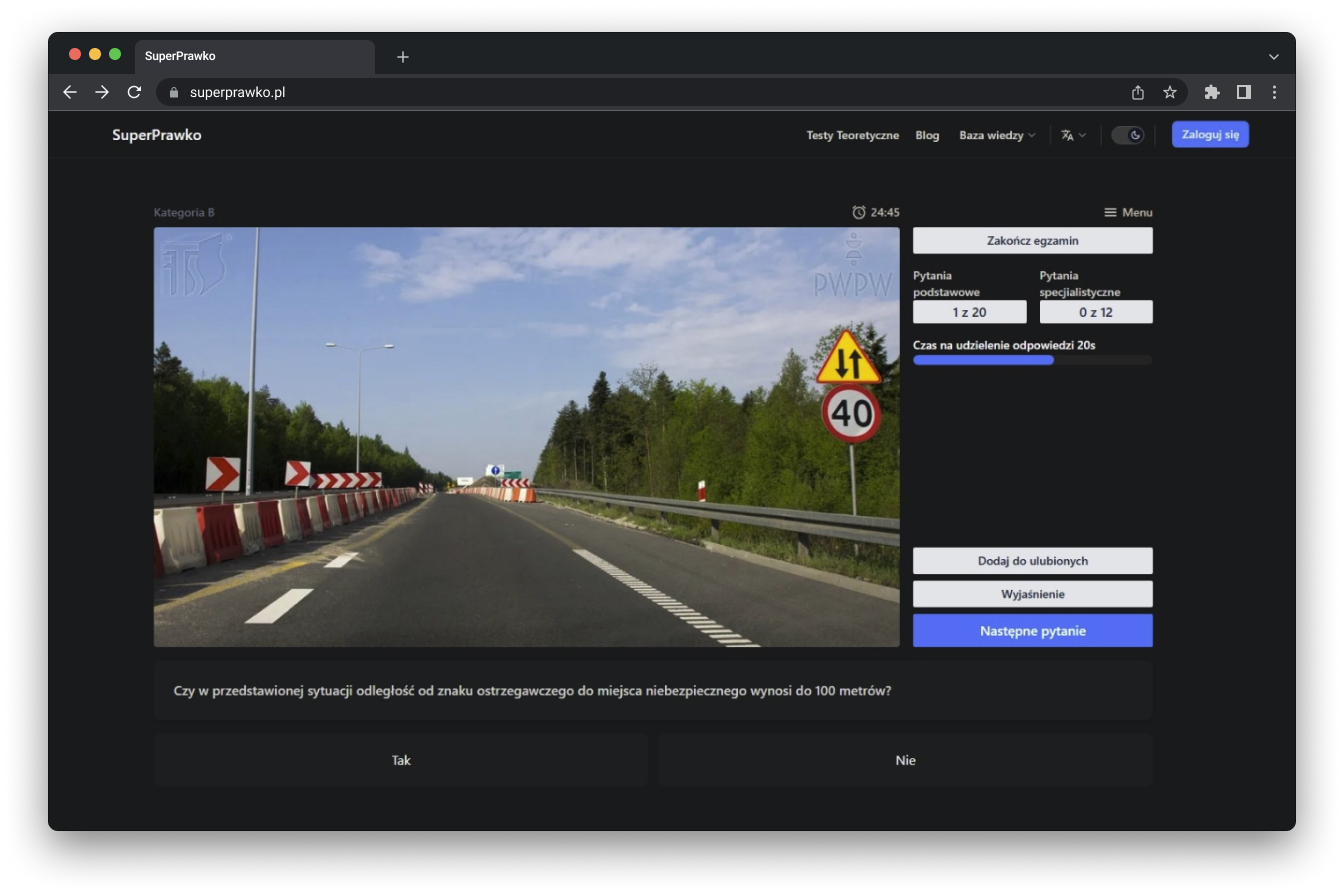 SuperPrawko
superprawko.pl
SuperPrawko
Testy Teoretyczne
Blog
Baza wiedzy
Zaloguj się
Kategoria B
24:45
Menu
PWPW
40
Zakończ egzamin
Pytania podstawowe
1 z 20
Pytania specjialistyczne
0 z 12
Czas na udzielenie odpowiedzi 20s
Dodaj do ulubionych
Wyjaśnienie
Następne pytanie
Czy w przedstawionej sytuacji odległość od znaku ostrzegawczego do miejsca niebezpiecznego wynosi do 100 metrów?
Tak
Nie